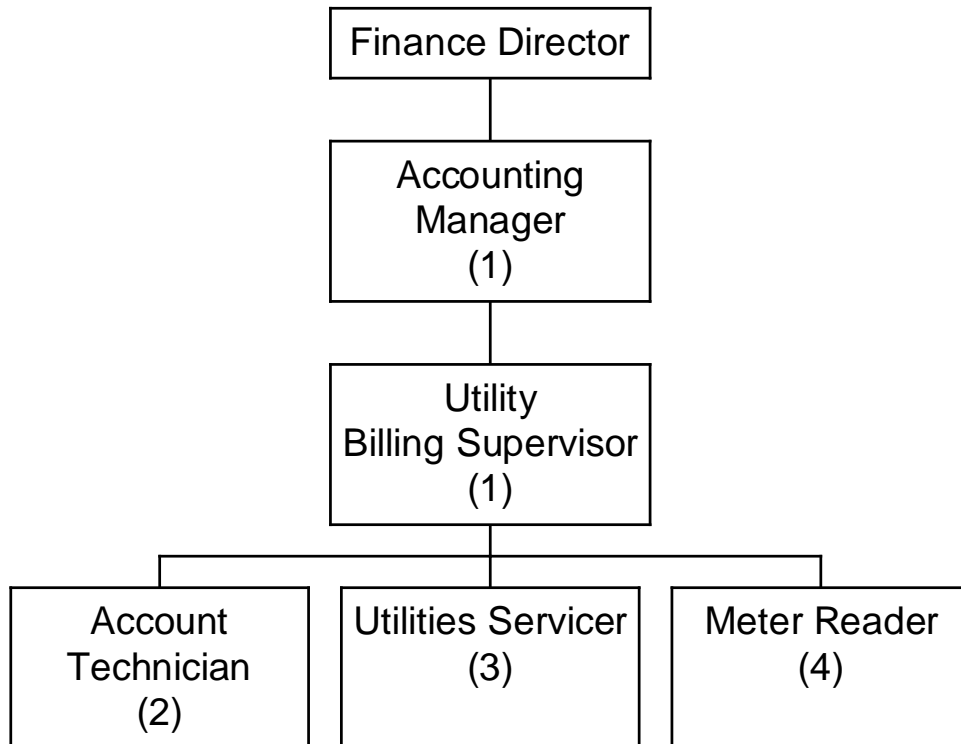 Finance Director
Accounting
Manager
(1)
Utility
Billing Supervisor
(1)
Account
Technician
(2)
Utilities Servicer
(3)
Meter Reader
(4)